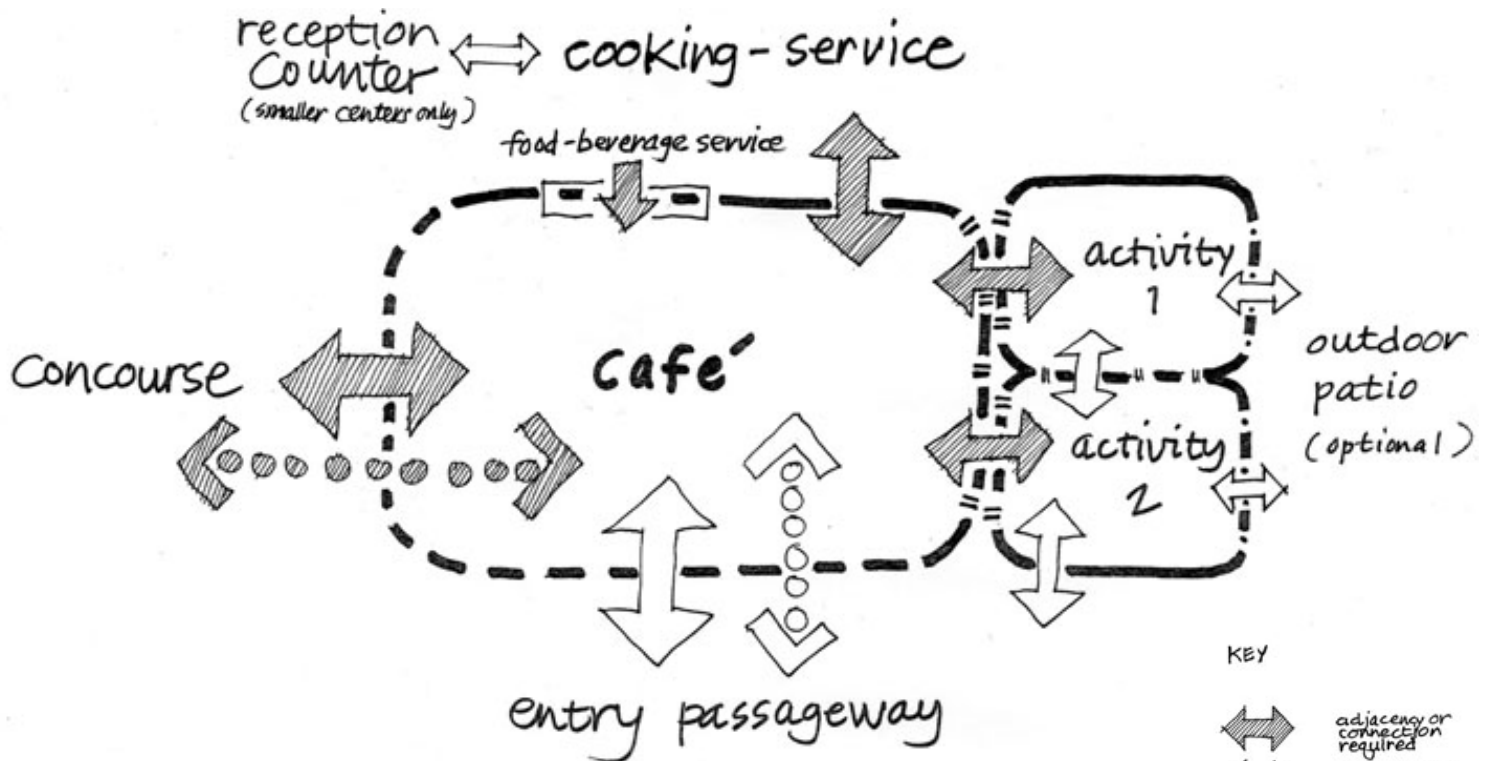 reception
Counter
(smaller centers only)
cooking-service
food-beverage service
activity
1
Concourse
café
outdoor
patio
(optional)
activity
2
entry passageway
KEY
adjacency or
connection
required